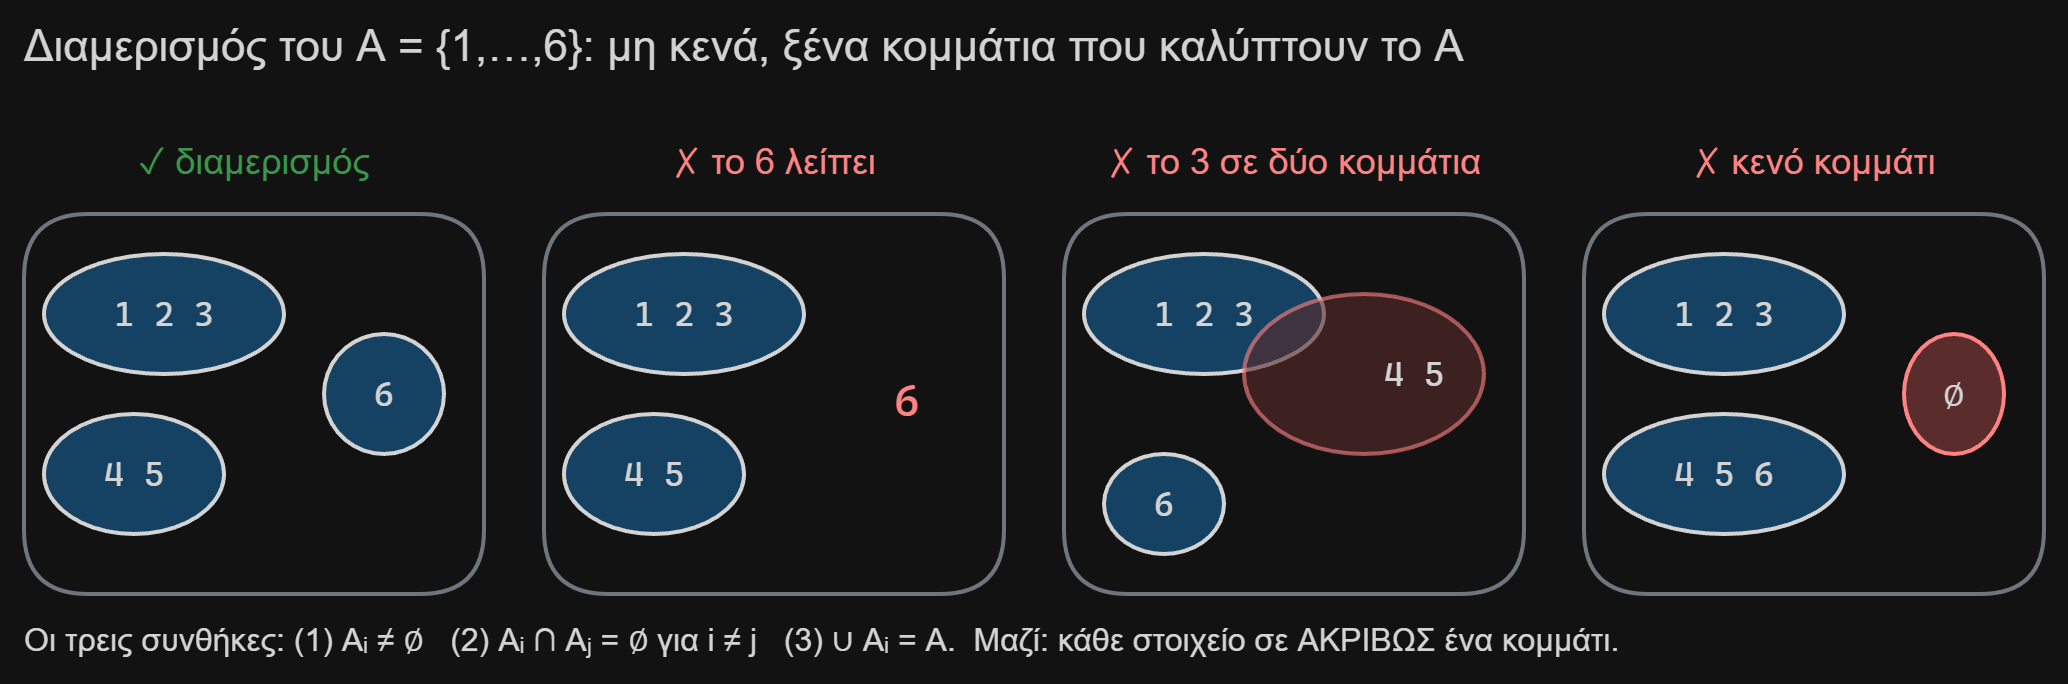 Διαμερισμός του A = {1,…,6}: μη κενά, ξένα κομμάτια που καλύπτουν το A
✓ διαμερισμός
✗ το 6 λείπει
✗ το 3 σε δύο κομμάτια
✗ κενό κομμάτι
1 2 3
6
4 5
1 2 3
6
4 5
1 2 3
4 5
6
1 2 3
∅
4 5 6
Οι τρεις συνθήκες: (1) Aᵢ ≠ ∅ (2) Aᵢ ∩ Aⱼ = ∅ για i ≠ j (3) ∪ Aᵢ = A. Μαζί: κάθε στοιχείο σε ΑΚΡΙΒΩΣ ένα κομμάτι.